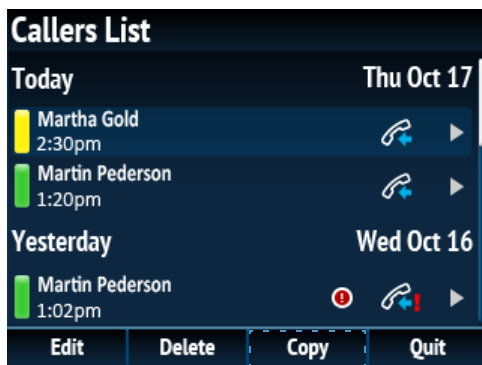 Callers List
Today Thu Oct 17
Martha Gold
2:30pm
Martin Pederson
1:20pm
Yesterday Wed Oct 16
Martin Pederson
1:02pm
Edit Delete Copy Quit